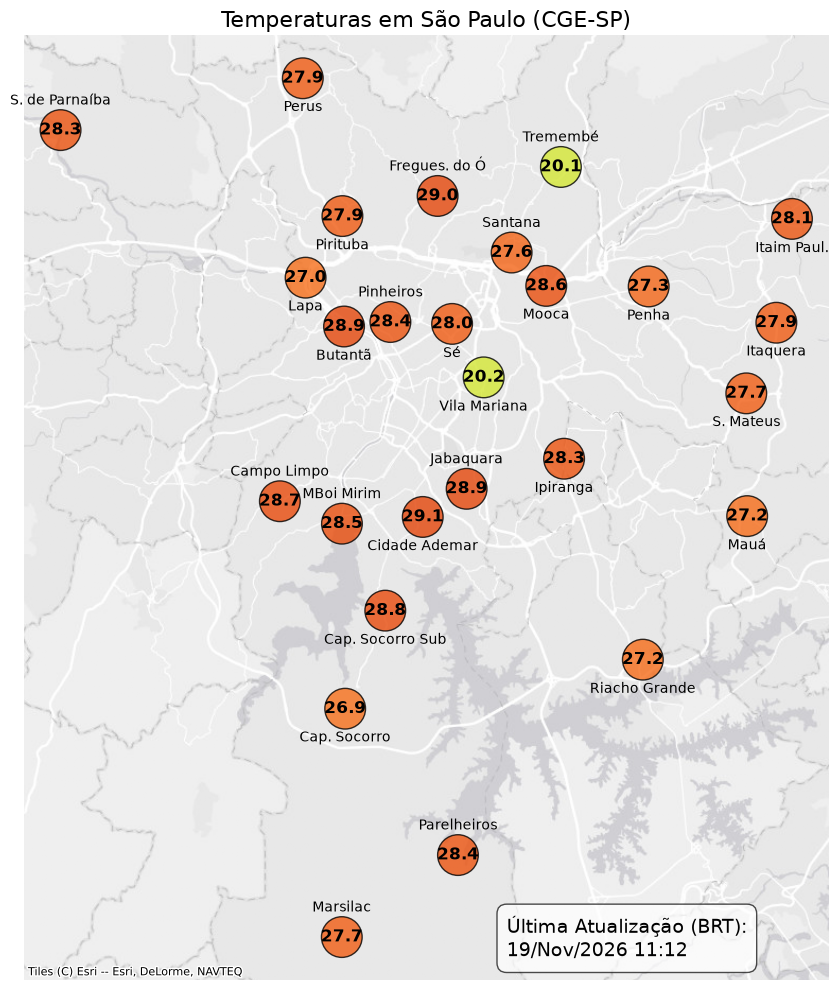 Temperaturas em São Paulo (CGE-SP)
27.9
Perus
S. de Parnaíba
28.3
Tremembé
20.1
Fregues. do Ó
29.0
27.9
Pirituba
28.1
Itaim Paul.
Santana
27.6
27.0
Lapa
28.6
Mooca
27.3
Penha
Pinheiros
28.4
28.9
Butantã
28.0
Sé
27.9
Itaquera
20.2
Vila Mariana
27.7
S. Mateus
Jabaquara
28.9
28.3
Ipiranga
Campo Limpo
28.7
MBoi Mirim
28.5
29.1
Cidade Ademar
27.2
Mauá
28.8
Cap. Socorro Sub
27.2
Riacho Grande
26.9
Cap. Socorro
Parelheiros
28.4
Marsilac
27.7
Última Atualização (BRT):
19/Nov/2026 11:12
Tiles (C) Esri -- Esri, DeLorme, NAVTEQ